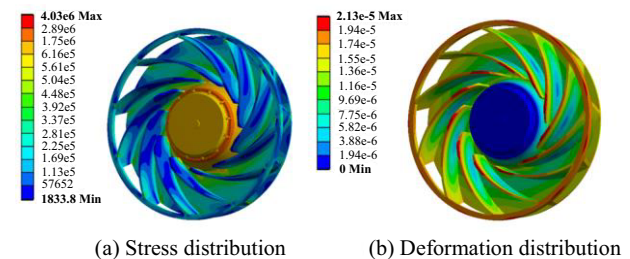 4.03e6 Max
2.89e6
1.75e6
6.16e5
5.61e5
5.04e5
4.48e5
3.92e5
3.37e5
2.81e5
2.25e5
1.69e5
1.13e5
57652
1833.8 Min
2.13e-5 Max
1.94e-5
1.74e-5
1.55e-5
1.36e-5
1.16e-5
9.69e-6
7.75e-6
5.82e-6
3.88e-6
1.94e-6
0 Min
(a) Stress distribution
(b) Deformation distribution